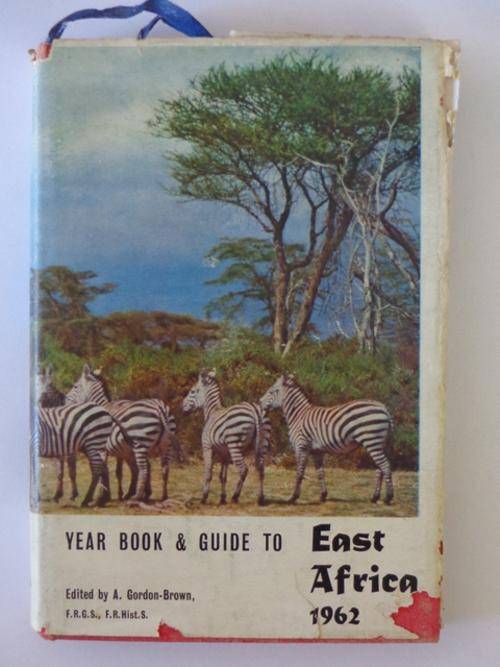 YEAR BOOK & GUIDE TO East
Africa
1962
Edited by A. Gordon-Brown,
F.R.G.S., F.R.Hist.S.